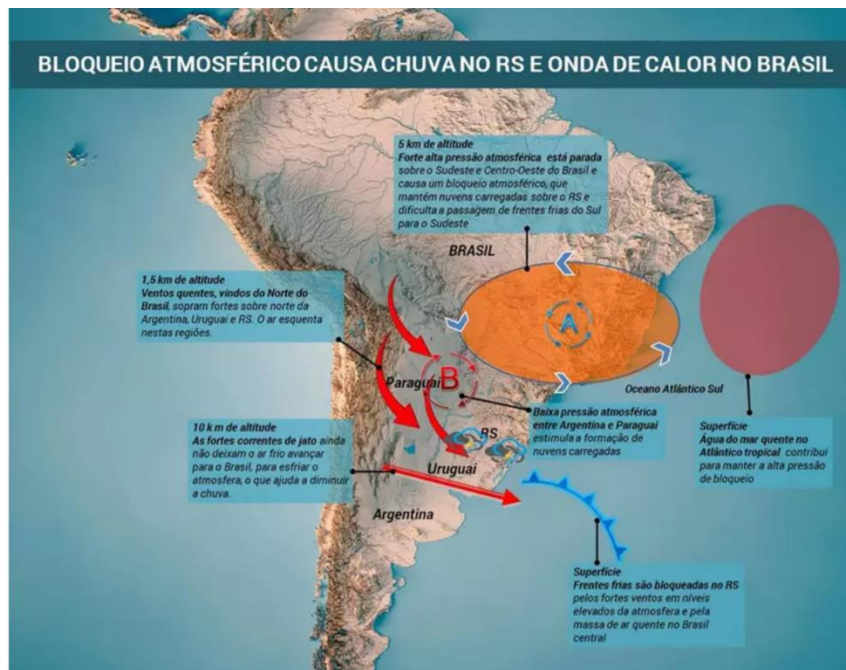 BLOQUEIO ATMOSFÉRICO CAUSA CHUVA NO RS E ONDA DE CALOR NO BRASIL
5 km de altitude
Forte alta pressão atmosférica está parada
sobre o Sudeste e Centro-Oeste do Brasil e
causa um bloqueio atmosférico, que
mantém nuvens carregadas sobre o RS e
dificulta a passagem de frentes frias do Sul
para o Sudeste
BRASIL
1,5 km de altitude
Ventos quentes, vindos do Norte do
Brasil, sopram fortes sobre norte da
Argentina, Uruguai e RS. O ar esquenta
nestas regiões.
A
Paraguai
B
Oceano Atlântico Sul
10 km de altitude
As fortes correntes de jato ainda
não deixam o ar frio avançar
para o Brasil, para esfriar o
atmosfera, o que ajuda a diminuir
a chuva.
Baixa pressão atmosférica
entre Argentina e Paraguai
estimula a formação de
nuvens carregadas
RS
Uruguai
Argentina
Superfície
Água do mar quente no
Atlântico tropical contribui
para manter a alta pressão
de bloqueio
Superfície
Frentes frias são bloqueadas no RS
pelos fortes ventos em níveis
elevados da atmosfera e pela
massa de ar quente no Brasil
central